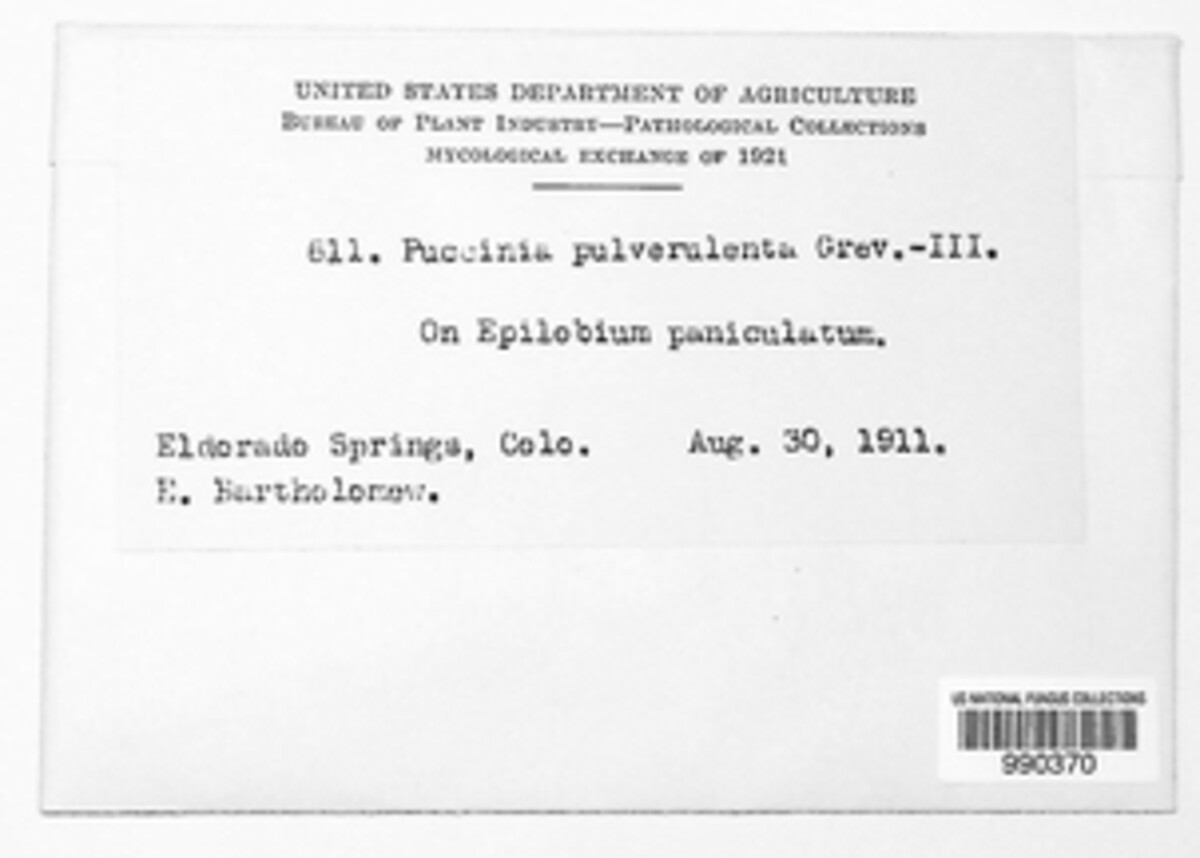 UNITED STATES DEPARTMENT OF AGRICULTURE
BUREAU OF PLANT INDUSTRY—PATHOLOGICAL COLLECTIONS
MYCOLOGICAL EXCHANGE OF 1921
Puccinia pulverulenta Grev.-III.
On Epilobium paniculatum.
Eldorado Springs, Colo. Aug. 30, 1911.
E. Bartholomew.
US NATIONAL FUNGUS COLLECTIONS
990370